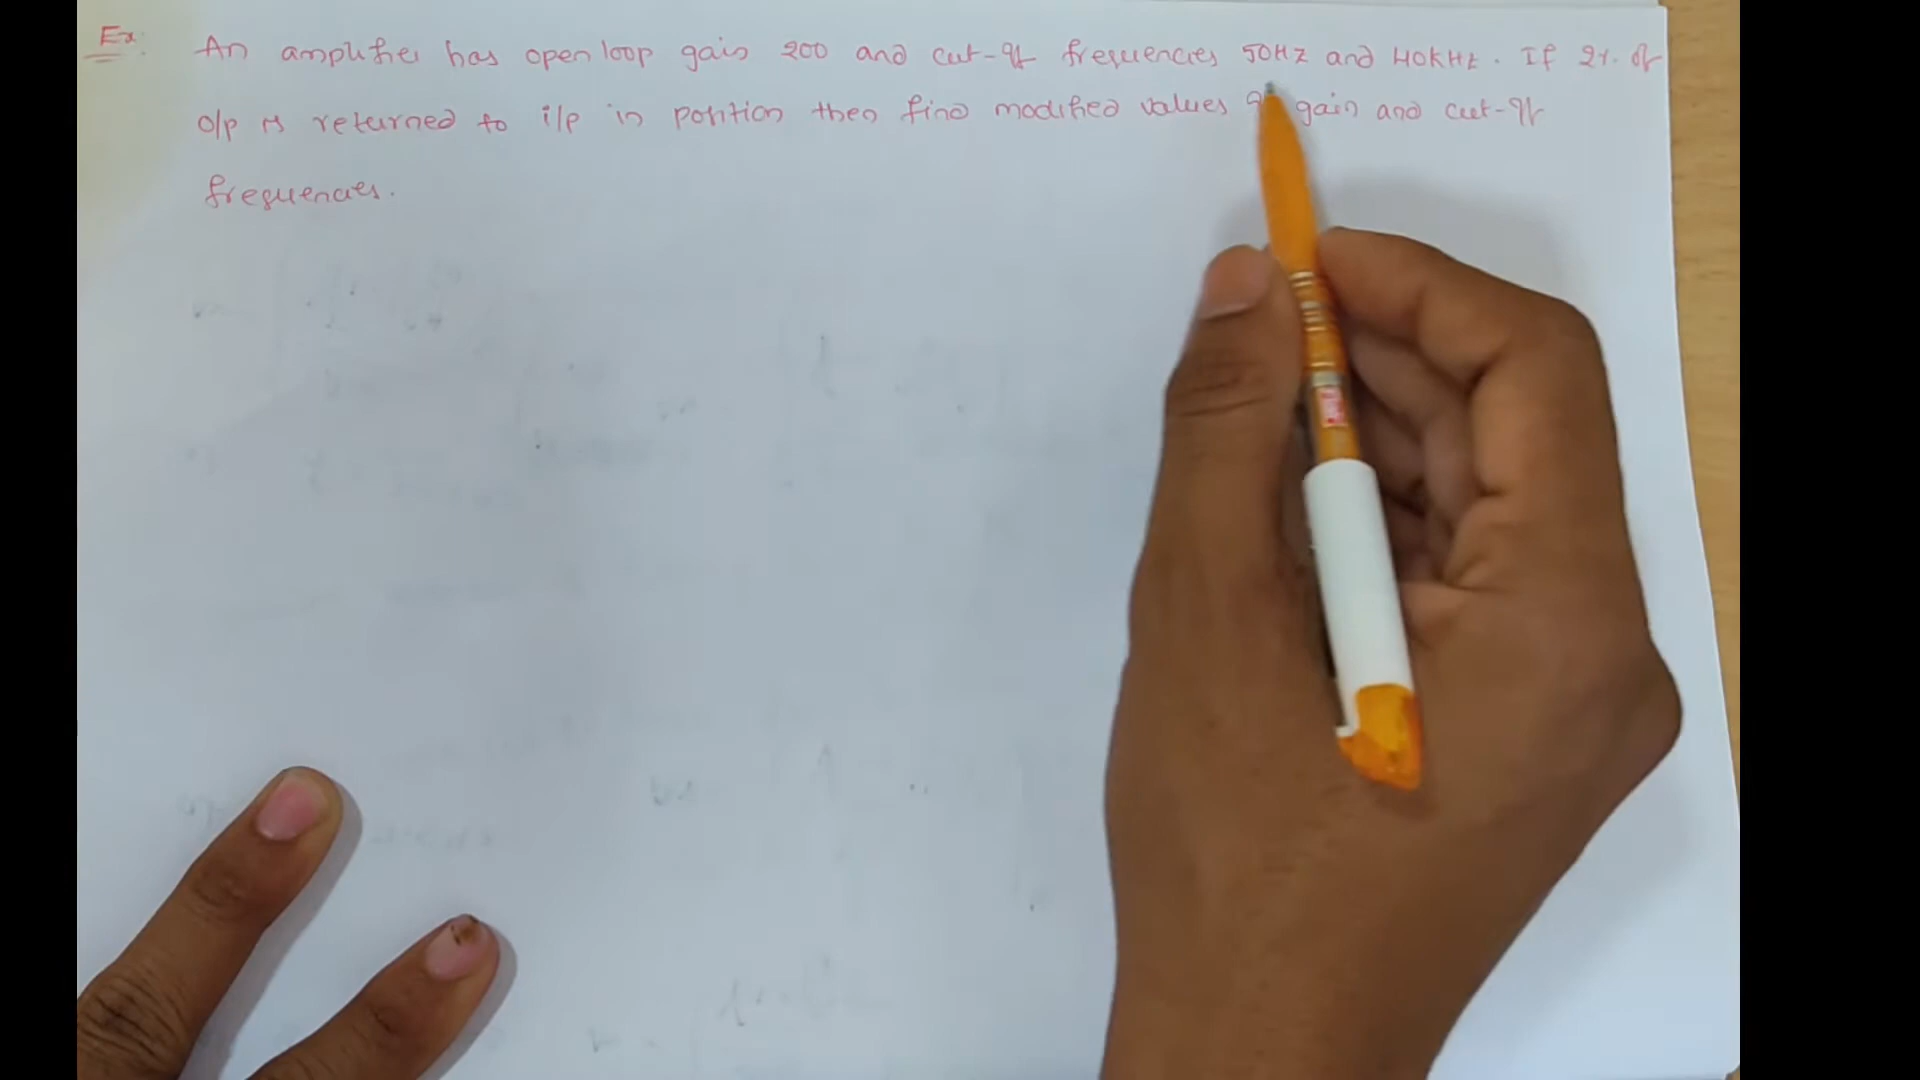 Ex:
An amplifier has open loop gain 200 and cut-off frequencies 50Hz and 40KHz. If 2% of
o/p is returned to i/p in position then find modified values of gain and cut-off
frequencies.